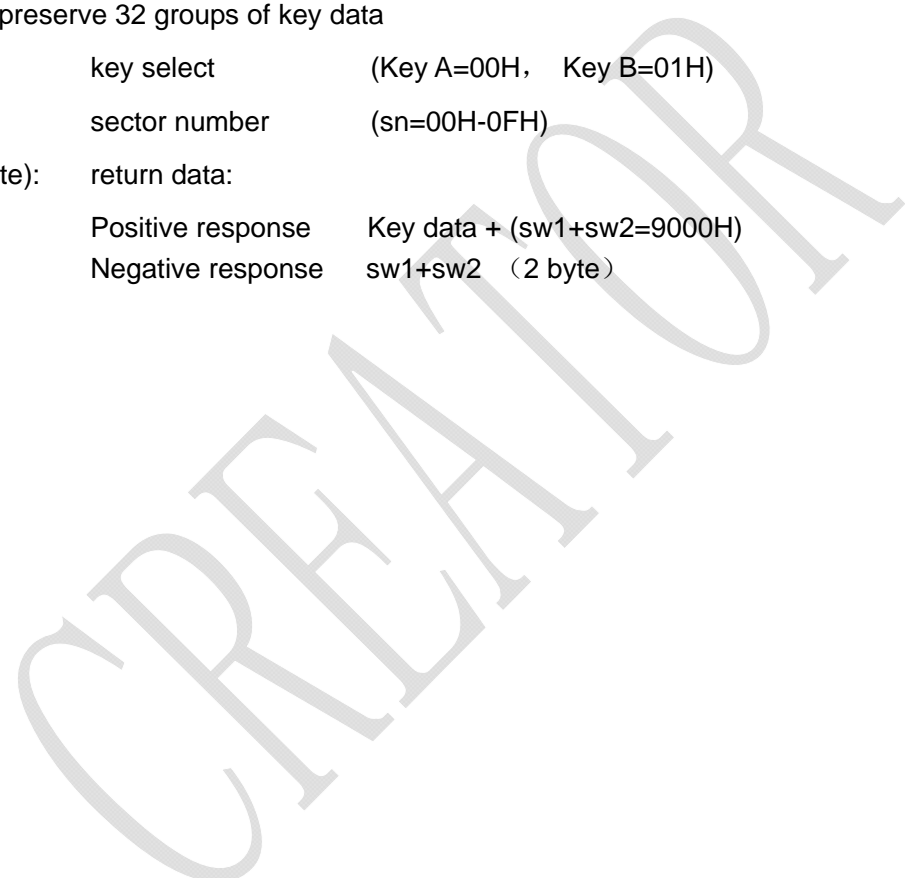 preserve 32 groups of key data
key select (Key A=00H， Key B=01H)
sector number (sn=00H-0FH)
te): return data:
Positive response Key data + (sw1+sw2=9000H)
Negative response sw1+sw2 （2 byte）
CREATOR